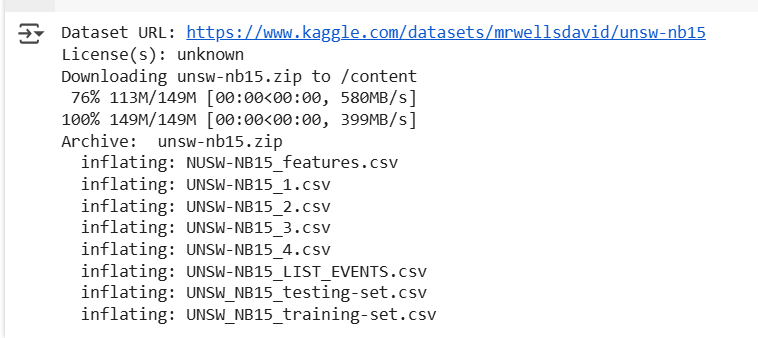 Dataset URL: https://www.kaggle.com/datasets/mrwellsdavid/unsw-nb15
License(s): unknown
Downloading unsw-nb15.zip to /content
 76% 113M/149M [00:00<00:00, 580MB/s]
100% 149M/149M [00:00<00:00, 399MB/s]
Archive:  unsw-nb15.zip
  inflating: NUSW-NB15_features.csv
  inflating: UNSW-NB15_1.csv
  inflating: UNSW-NB15_2.csv
  inflating: UNSW-NB15_3.csv
  inflating: UNSW-NB15_4.csv
  inflating: UNSW-NB15_LIST_EVENTS.csv
  inflating: UNSW_NB15_testing-set.csv
  inflating: UNSW_NB15_training-set.csv